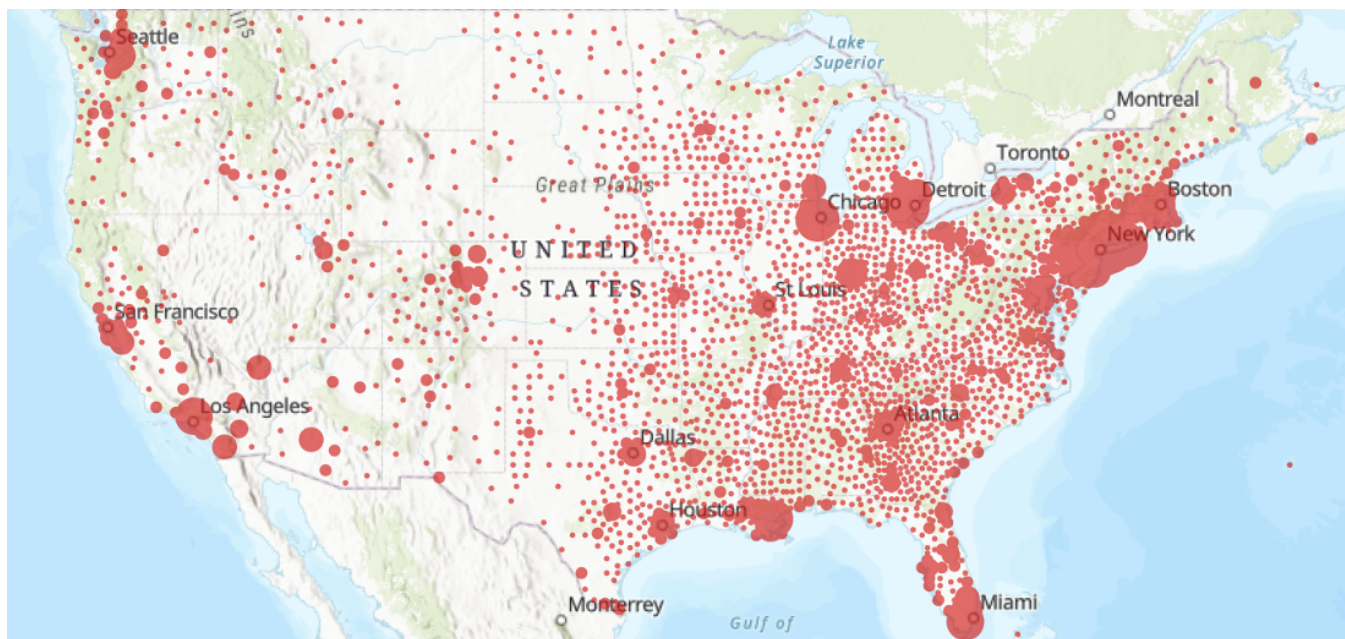 Seattle
ins
Lake
Superior
Montreal
Toronto
Great Plains
Chicago
Detroit
Boston
New York
UNITED
STATES
St Louis
San Francisco
Los Angeles
Atlanta
Dallas
Houston
Monterrey
Miami
Gulf of